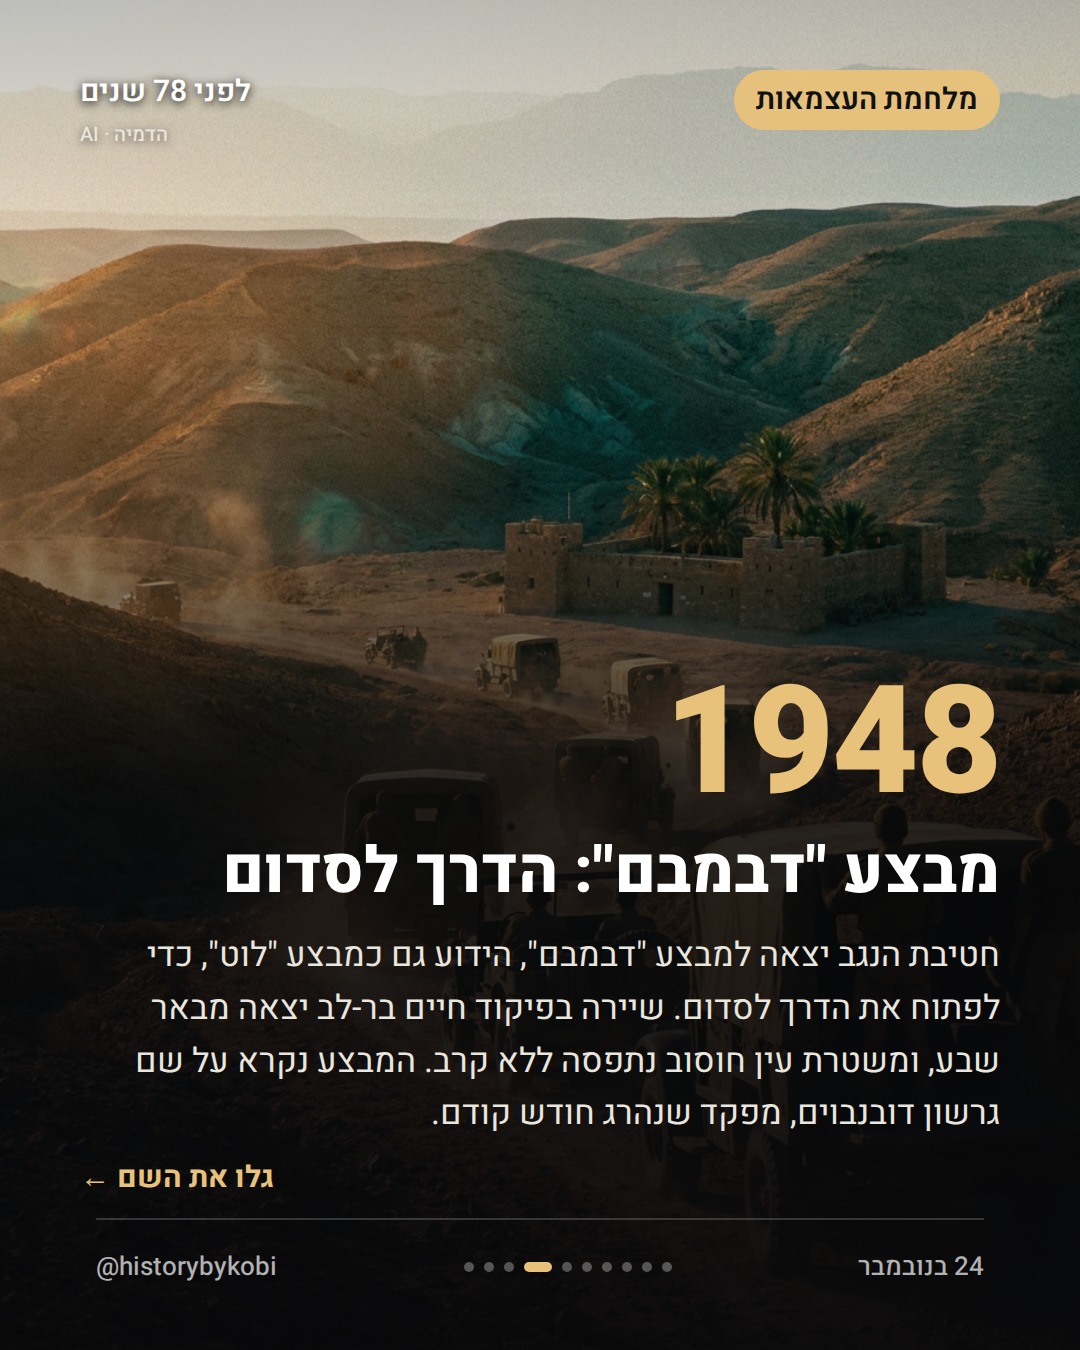 מלחמת העצמאות
לפני 78 שנים
הדמיה · AI
1948
מבצע "דבמבם": הדרך לסדום
חטיבת הנגב יצאה למבצע "דבמבם", הידוע גם כמבצע "לוט", כדי
לפתוח את הדרך לסדום. שיירה בפיקוד חיים בר-לב יצאה מבאר
שבע, ומשטרת עין חוסוב נתפסה ללא קרב. המבצע נקרא על שם
גרשון דובנבוים, מפקד שנהרג חודש קודם.
גלו את השם ←
24 בנובמבר
@historybykobi